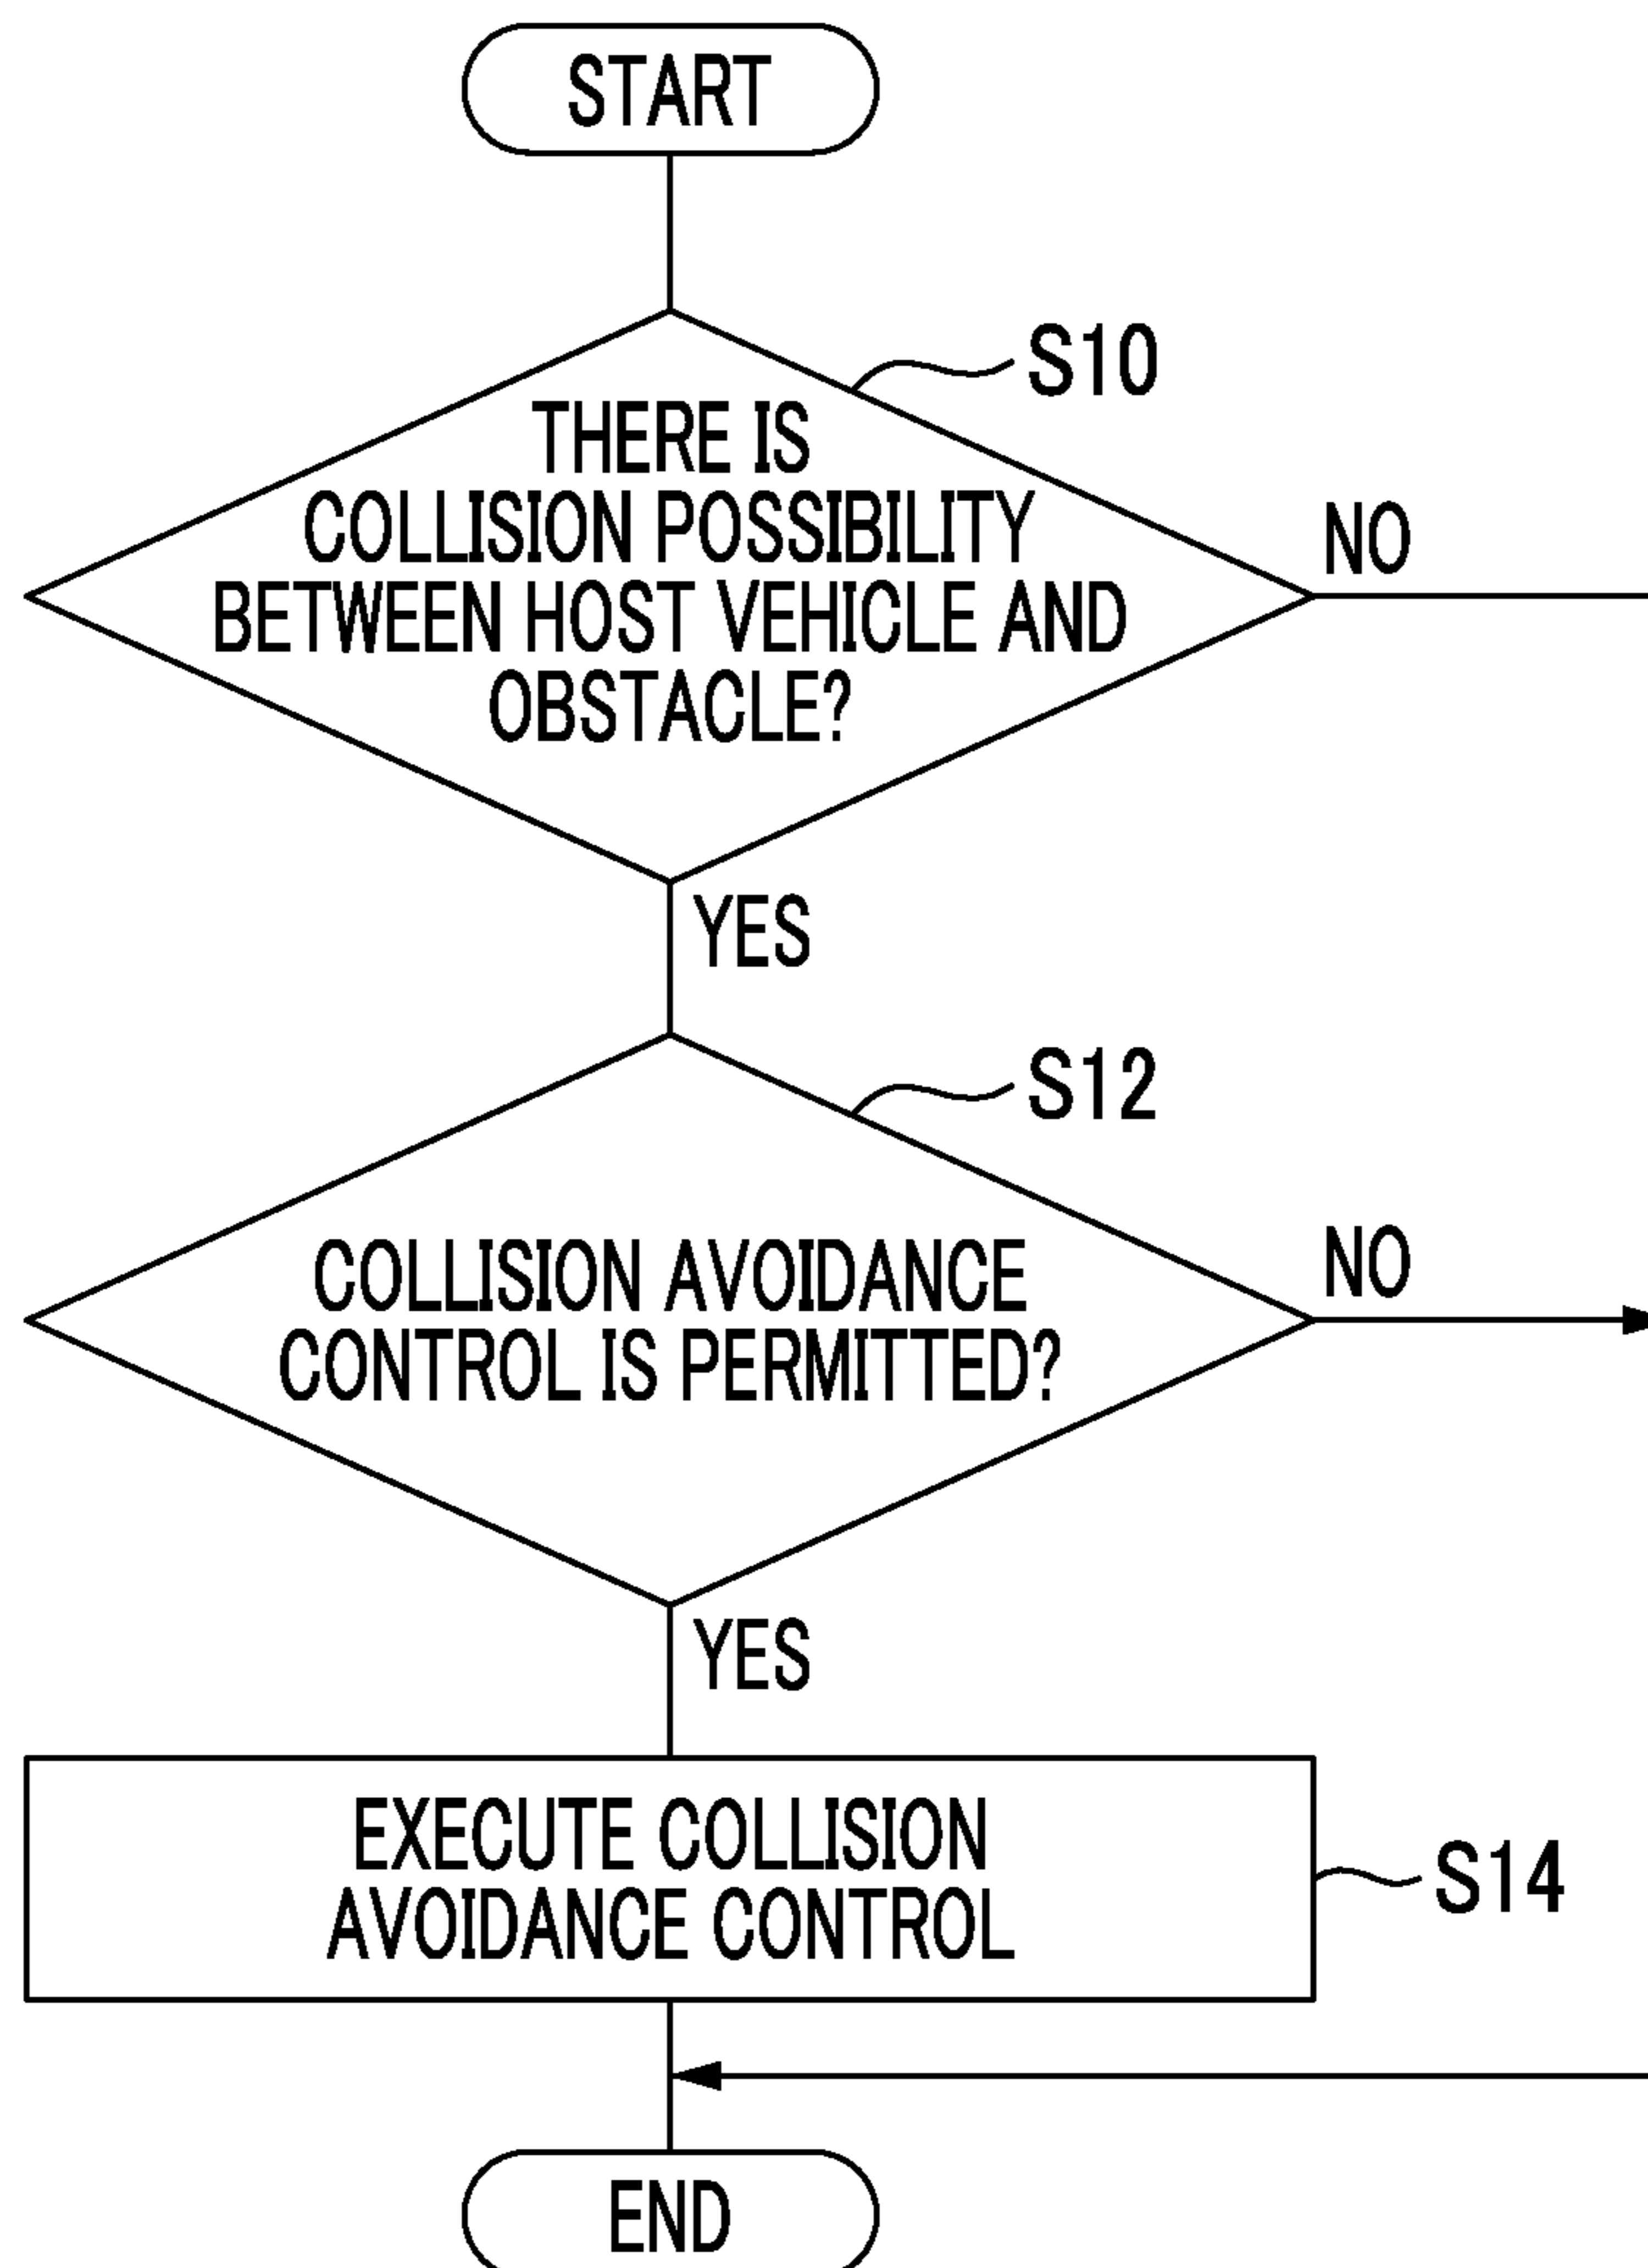 START
S10
THERE IS
COLLISION POSSIBILITY
BETWEEN HOST VEHICLE AND
OBSTACLE?
NO
YES
S12
COLLISION AVOIDANCE
CONTROL IS PERMITTED?
NO
YES
EXECUTE COLLISION
AVOIDANCE CONTROL
S14
END